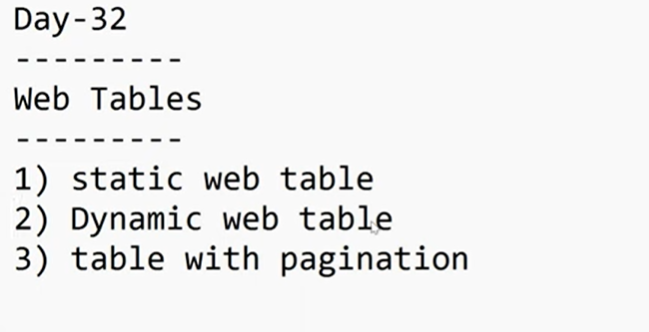 Day-32
---------
Web Tables
---------
1) static web table
2) Dynamic web table
3) table with pagination